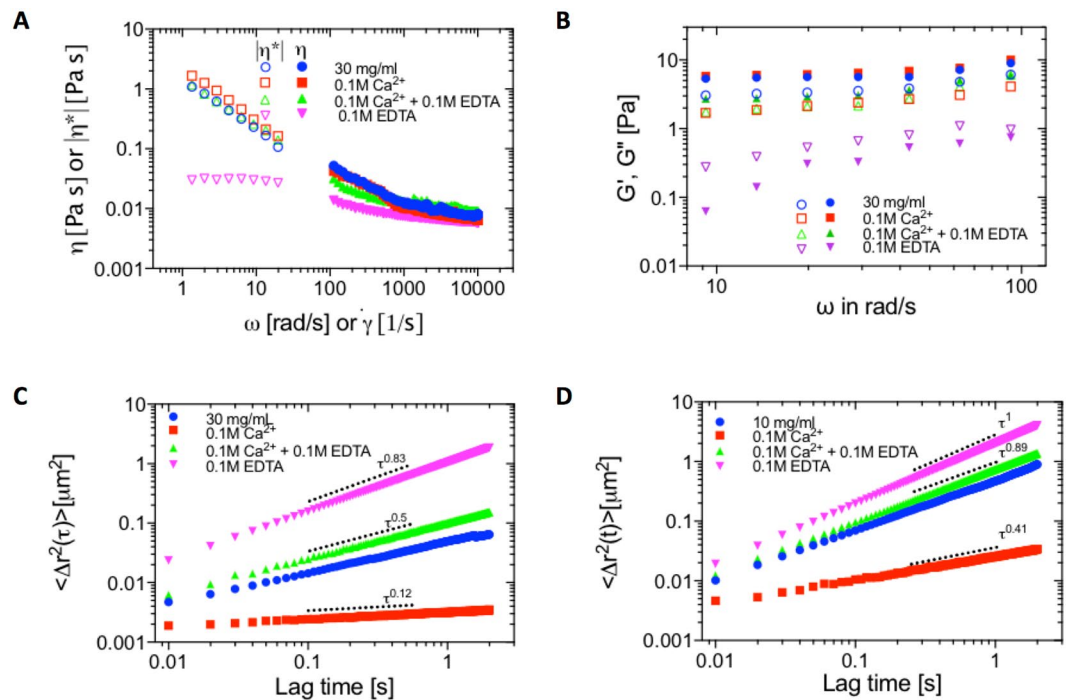 A
η [Pa s] or |η*| [Pa s]
10
1
0.1
0.01
0.001
|η*| η
30 mg/ml
0.1M Ca²⁺
0.1M Ca²⁺ + 0.1M EDTA
0.1M EDTA
1 10 100 1000 10000
ω [rad/s] or γ̇ [1/s]
B
G', G'' [Pa]
100
10
1
0.1
0.01
30 mg/ml
0.1M Ca²⁺
0.1M Ca²⁺ + 0.1M EDTA
0.1M EDTA
10 100
ω in rad/s
C
<Δr²(τ)> [μm²]
10
1
0.1
0.01
0.001
30 mg/ml
0.1M Ca²⁺
0.1M Ca²⁺ + 0.1M EDTA
0.1M EDTA
τ^0.83
τ^0.5
τ^0.12
0.01 0.1 1
Lag time [s]
D
<Δr²(t)> [μm²]
10
1
0.1
0.01
0.001
10 mg/ml
0.1M Ca²⁺
0.1M Ca²⁺ + 0.1M EDTA
0.1M EDTA
τ^1
τ^0.89
τ^0.41
0.01 0.1 1
Lag time [s]